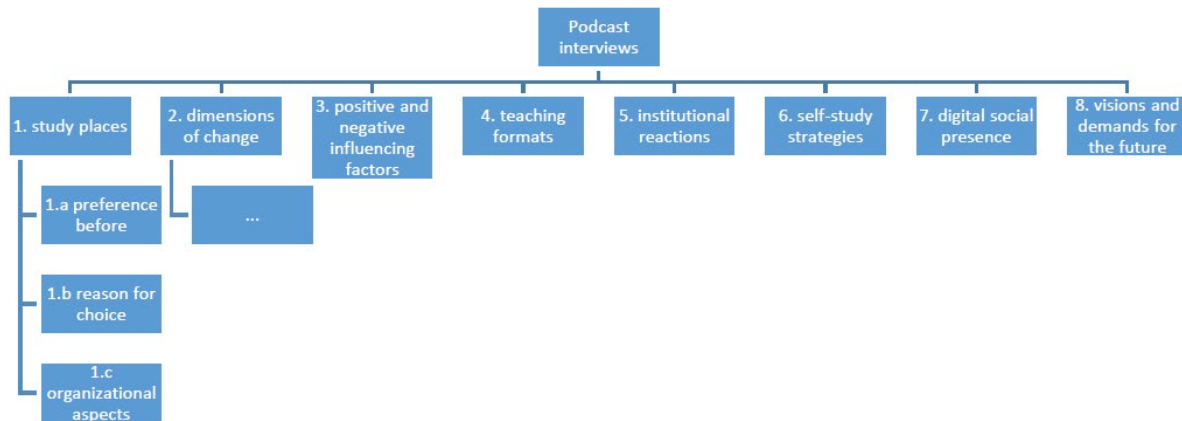 Podcast
interviews
1. study places
2. dimensions
of change
3. positive and
negative
influencing
factors
4. teaching
formats
5. institutional
reactions
6. self-study
strategies
7. digital social
presence
8. visions and
demands for
the future
1.a preference
before
...
1.b reason for
choice
1.c
organizational
aspects